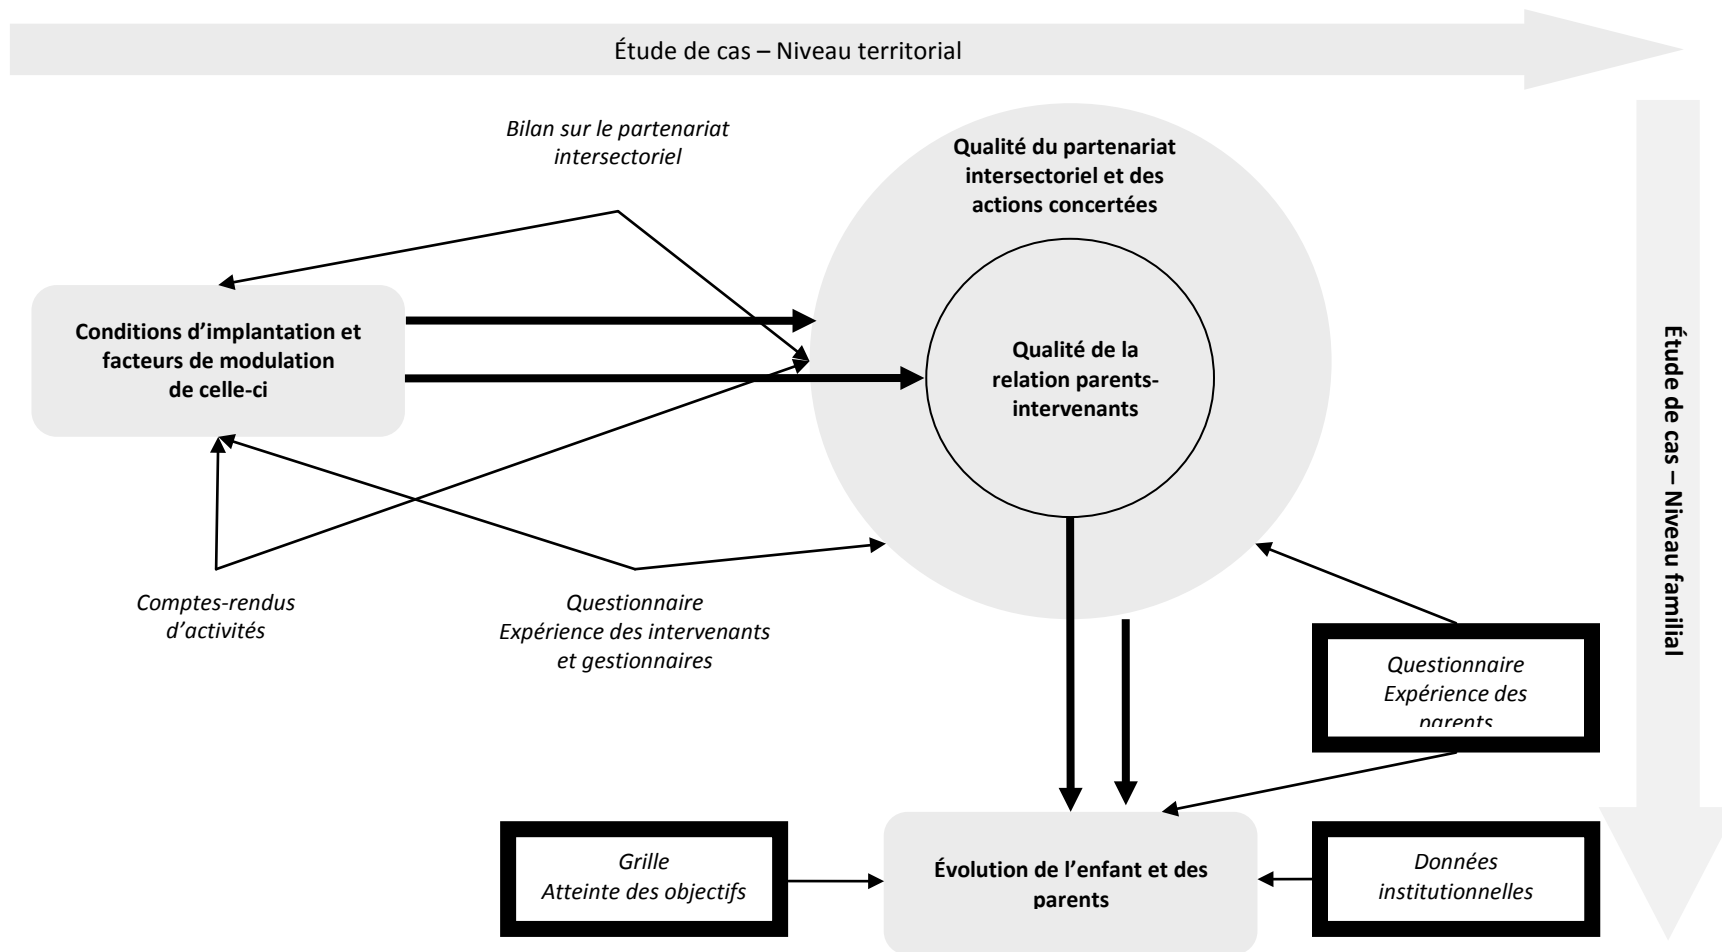 Étude de cas – Niveau territorial
Bilan sur le partenariat
intersectoriel
Qualité du partenariat
intersectoriel et des
actions concertées
Conditions d’implantation et
facteurs de modulation
de celle-ci
Qualité de la
relation parents-
intervenants
Étude de cas – Niveau familial
Comptes-rendus
d’activités
Questionnaire
Expérience des intervenants
et gestionnaires
Questionnaire
Expérience des
parents
Grille
Atteinte des objectifs
Évolution de l’enfant et des
parents
Données
institutionnelles